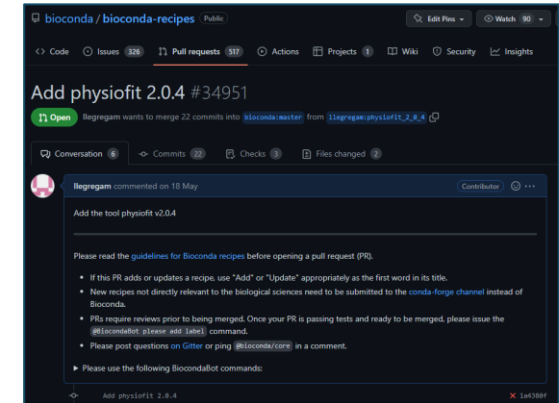 bioconda / bioconda-recipes Public
Edit Pins Watch 90
Code Issues 326 Pull requests 517 Actions Projects 1 Wiki Security Insights
Add physiofit 2.0.4 #34951
Open llegregam wants to merge 22 commits into bioconda:master from llegregam:physiofit_2_0_4
Conversation 6 Commits 22 Checks 3 Files changed 2
llegregam commented on 18 May Contributor
Add the tool physiofit v2.0.4
Please read the guidelines for Bioconda recipes before opening a pull request (PR).
• If this PR adds or updates a recipe, use "Add" or "Update" appropriately as the first word in its title.
• New recipes not directly relevant to the biological sciences need to be submitted to the conda-forge channel instead of
Bioconda.
• PRs require reviews prior to being merged. Once your PR is passing tests and ready to be merged, please issue the
@BiocondaBot please add label command.
• Please post questions on Gitter or ping @bioconda/core in a comment.
▶ Please use the following BiocondaBot commands:
Add physiofit 2.0.4 1a4380f